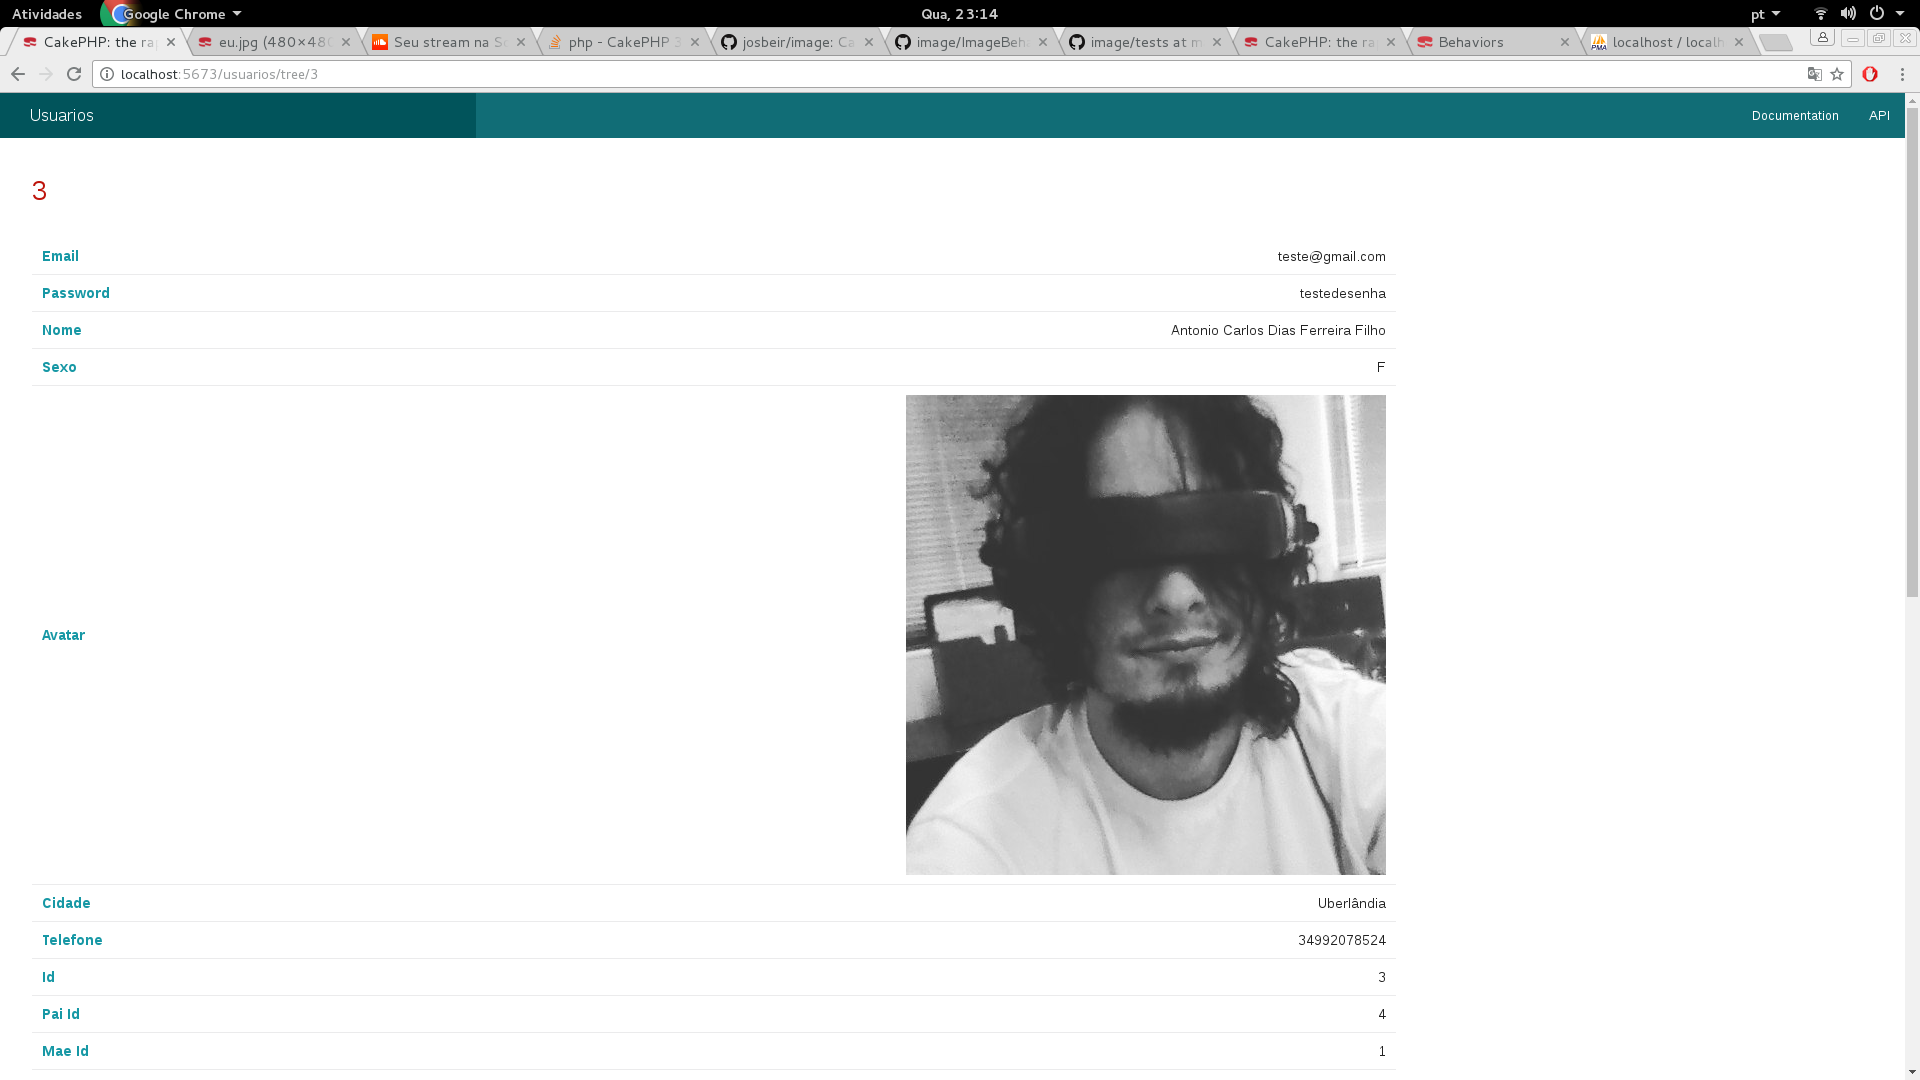 Atividades Google Chrome Qua, 23:14 pt
CakePHP: the ra eu.jpg (480×480 Seu stream na S php - CakePHP 3 josbeir/image: Ca image/ImageBeh image/tests at m CakePHP: the ra Behaviors PMA localhost / localh
localhost:5673/usuarios/tree/3
Usuarios Documentation API
3
Email teste@gmail.com
Password testedesenha
Nome Antonio Carlos Dias Ferreira Filho
Sexo F
Avatar
Cidade Uberlândia
Telefone 34992078524
Id 3
Pai Id 4
Mae Id 1